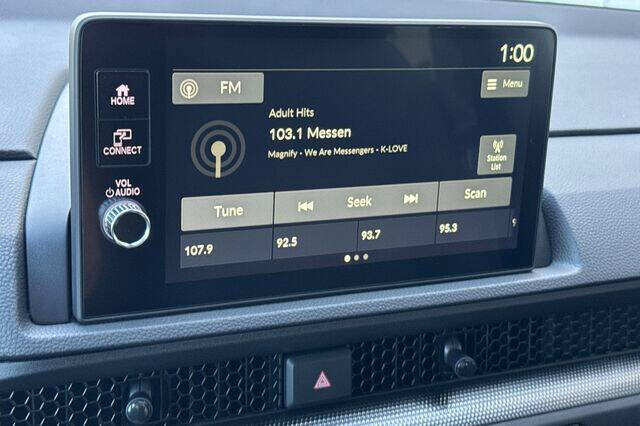 1:00
HOME
FM
Menu
Adult Hits
103.1 Messen
Magnify • We Are Messengers • K-LOVE
CONNECT
Station
List
VOL
AUDIO
Tune
Seek
Scan
107.9
92.5
93.7
95.3